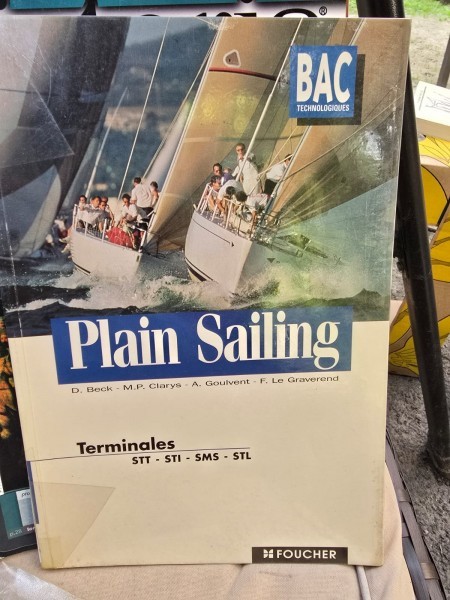 BAC
TECHNOLOGIQUES
Plain Sailing
D. Beck - M.P. Clarys - A. Goulvent - F. Le Graverend
Terminales
STT - STI - SMS - STL
FOUCHER